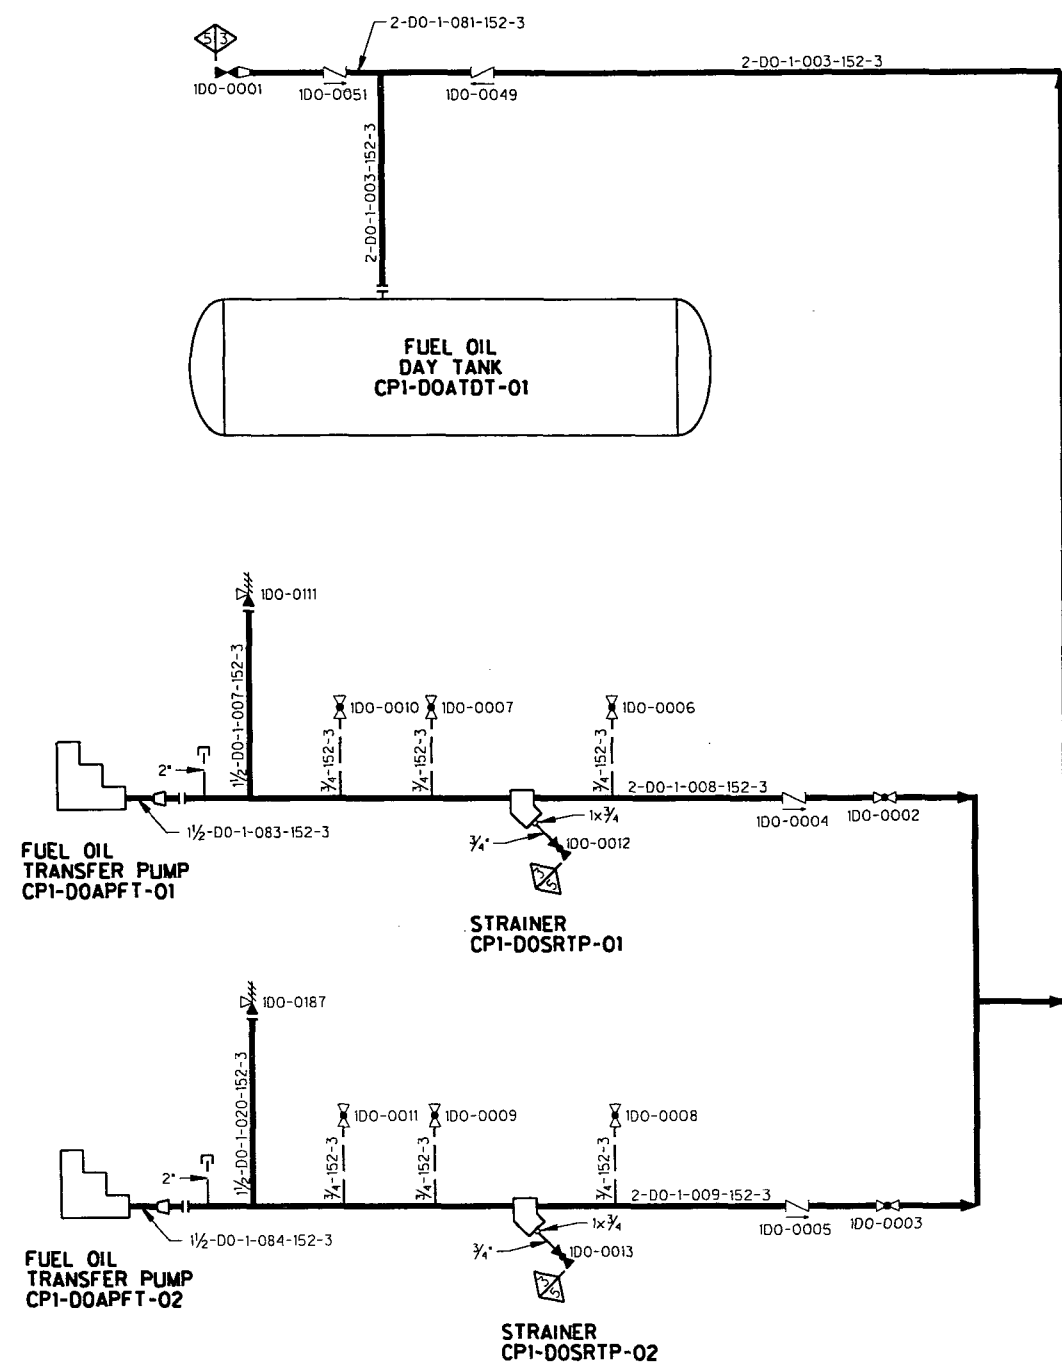 2-DO-1-081-152-3
5 3
1DO-0001
1DO-0051
1DO-0049
2-DO-1-003-152-3
2-DO-1-003-152-3
FUEL OIL
DAY TANK
CP1-DOATDT-01
1DO-0111
1½-DO-1-007-152-3
1DO-0010
1DO-0007
1DO-0006
¾-152-3
¾-152-3
¾-152-3
2"
2-DO-1-008-152-3
1½-DO-1-083-152-3
1x¾
1DO-0004
1DO-0002
¾"
1DO-0012
3 5
FUEL OIL
TRANSFER PUMP
CP1-DOAPFT-01
STRAINER
CP1-DOSRTP-01
1DO-0187
1½-DO-1-020-152-3
1DO-0011
1DO-0009
1DO-0008
¾-152-3
¾-152-3
¾-152-3
2"
2-DO-1-009-152-3
1½-DO-1-084-152-3
1x¾
1DO-0005
1DO-0003
¾"
1DO-0013
3 5
FUEL OIL
TRANSFER PUMP
CP1-DOAPFT-02
STRAINER
CP1-DOSRTP-02